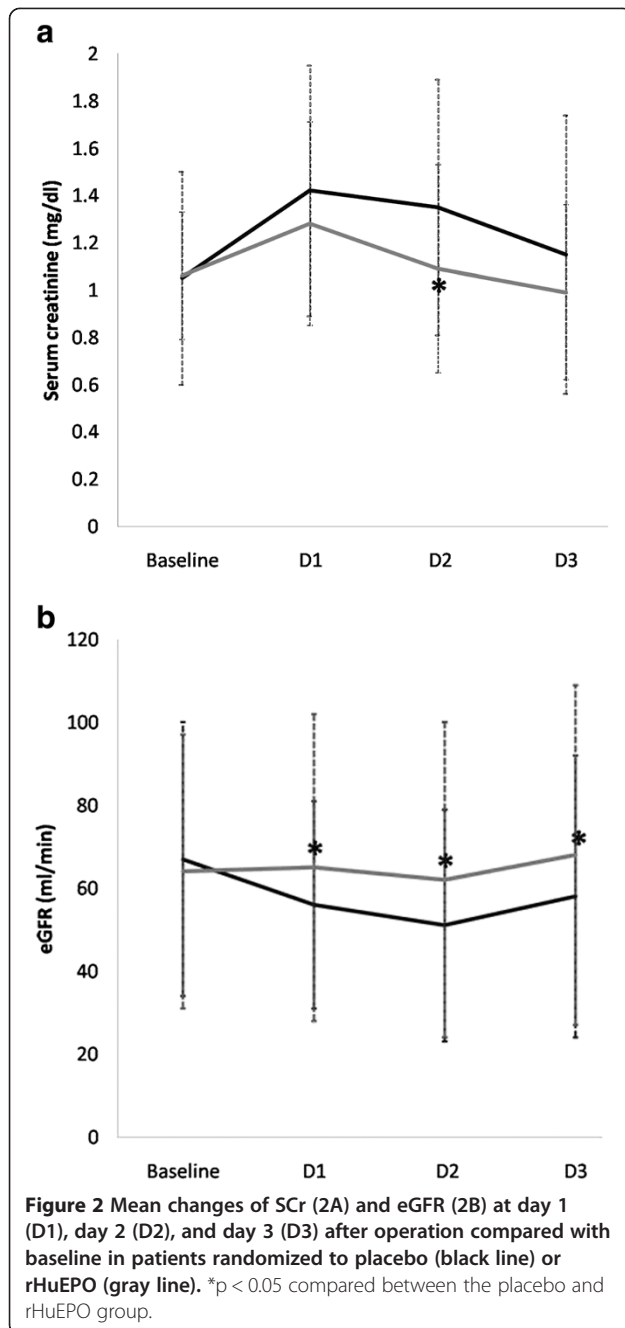 a
Serum creatinine (mg/dl)
2
1.8
1.6
1.4
1.2
1
0.8
0.6
0.4
0.2
0
*
Baseline D1 D2 D3
b
eGFR (ml/min)
120
100
80
60
40
20
0
* * *
Baseline D1 D2 D3
Figure 2 Mean changes of SCr (2A) and eGFR (2B) at day 1
(D1), day 2 (D2), and day 3 (D3) after operation compared with
baseline in patients randomized to placebo (black line) or
rHuEPO (gray line). *p < 0.05 compared between the placebo and
rHuEPO group.